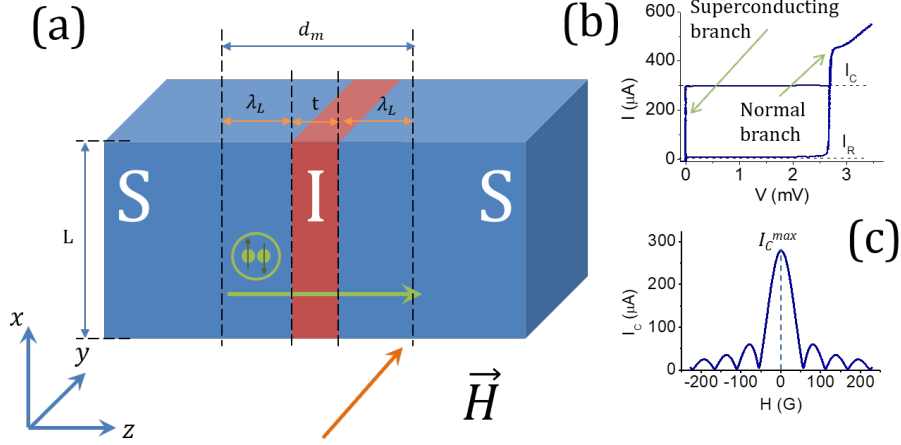 (a)
d_m
λ_L
t
λ_L
S
I
S
L
x
y
z
H
(b)
Superconducting
branch
600
400
200
0
I (μA)
I_C
Normal
branch
I_R
0
1
2
3
V (mV)
(c)
I_C^max
300
200
100
0
I_C (μA)
-200
-100
0
100
200
H (G)